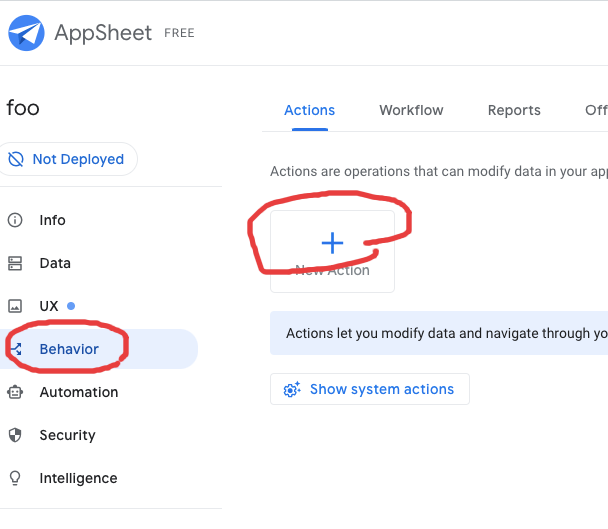 AppSheet FREE
foo
Actions Workflow Reports Off
Not Deployed
Actions are operations that can modify data in your app
Info
New Action
Data
UX
Actions let you modify data and navigate through yo
Behavior
Show system actions
Automation
Security
Intelligence